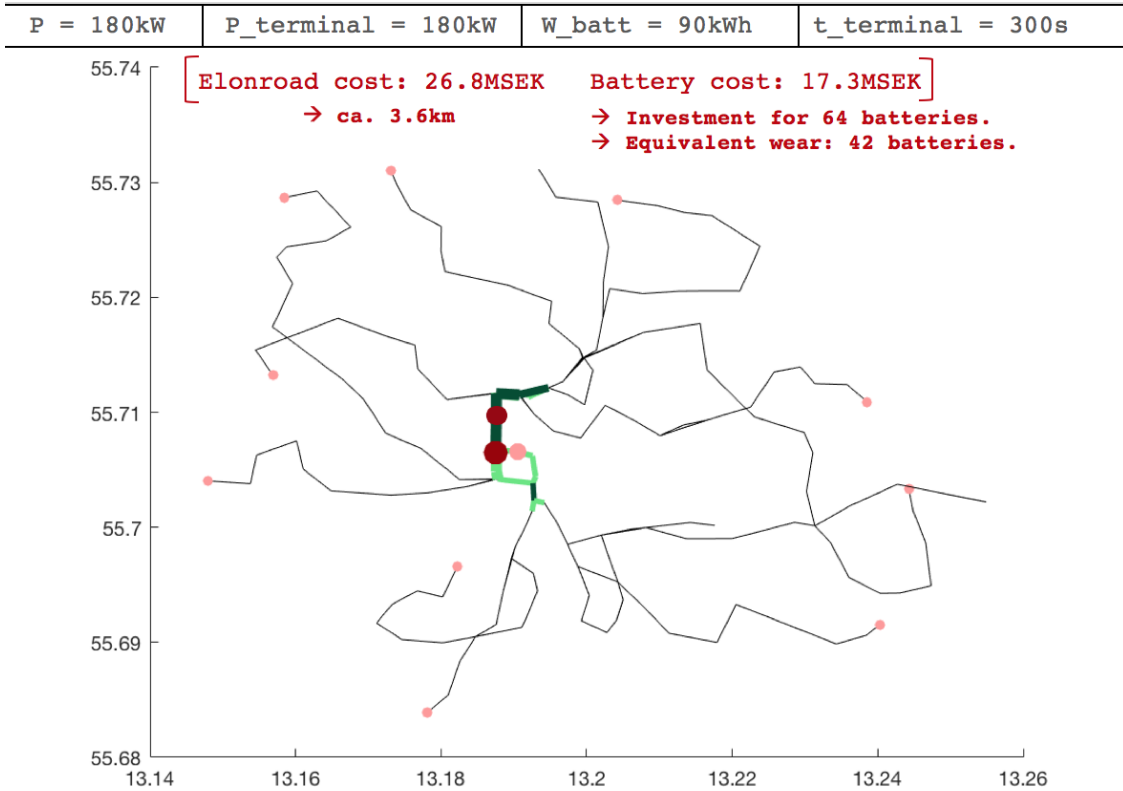 P = 180kW P_terminal = 180kW W_batt = 90kWh t_terminal = 300s
Elonroad cost: 26.8MSEK Battery cost: 17.3MSEK
→ ca. 3.6km → Investment for 64 batteries.
→ Equivalent wear: 42 batteries.
55.74
55.73
55.72
55.71
55.7
55.69
55.68
13.14 13.16 13.18 13.2 13.22 13.24 13.26